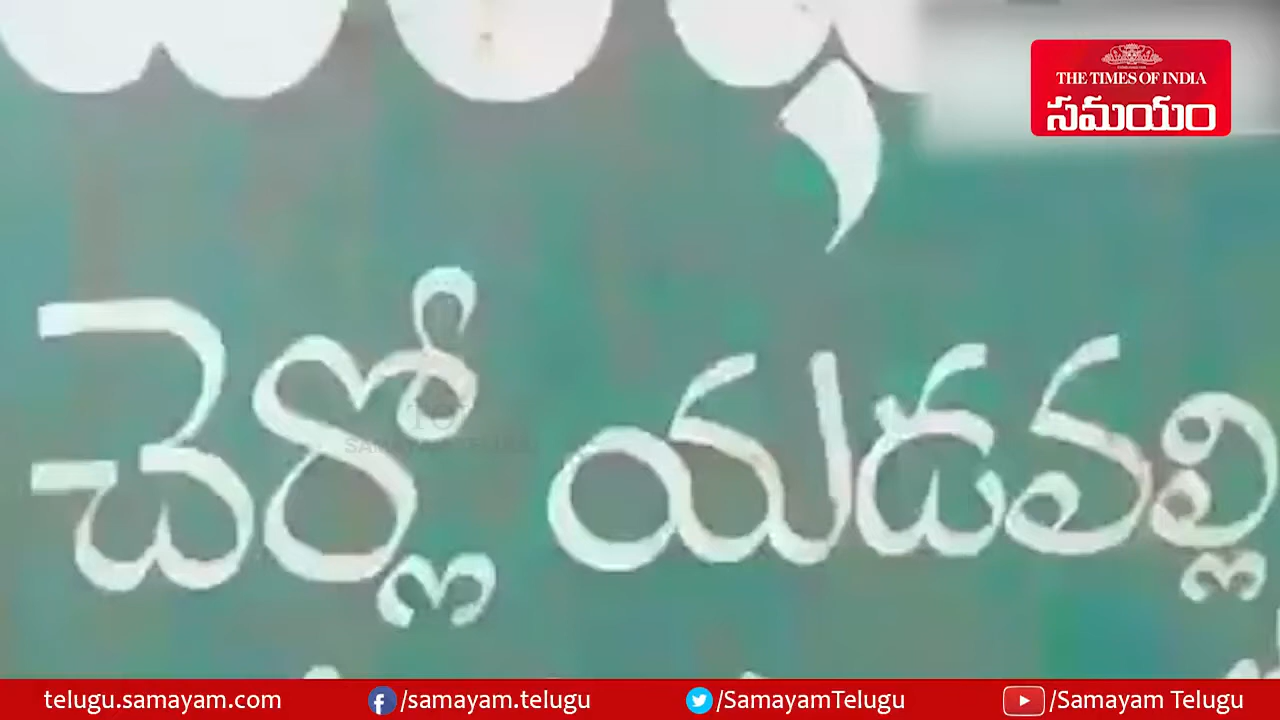 THE TIMES OF INDIA
సమయం
చెర్లో యడవల్లి
telugu.samayam.com /samayam.telugu /SamayamTelugu /Samayam Telugu